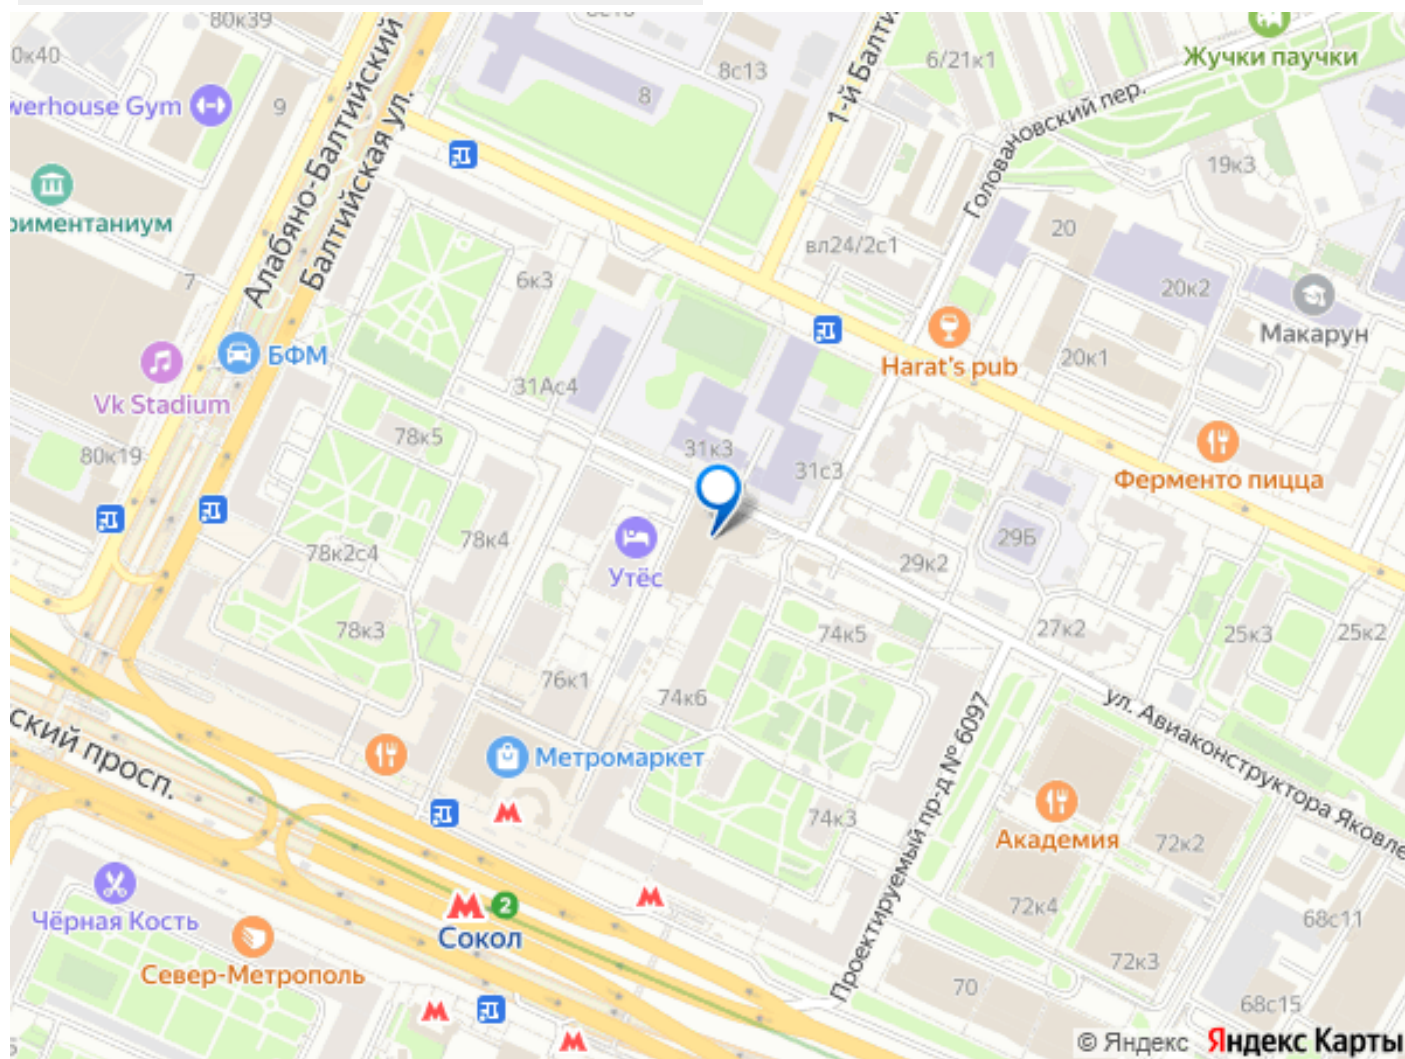 80к39
8с13
6/21к1
Жучки паучки
0к40
werhouse Gym
9
8
1-й Балти
Головановский пер.
Алабяно-Балтийский
Балтийская ул.
19к3
риментаниум
20
вл24/2с1
7
6к3
20к2
Макарун
БФМ
Harat's pub
20к1
Vk Stadium
31Ас4
78к5
80к19
31к3
31с3
Ферменто пицца
78к2с4
78к4
29Б
Утёс
29к2
78к3
74к5
27к2
25к3
25к2
76к1
74к6
ский просп.
Метромаркет
Проектируемый пр-д № 6097
ул. Авиаконструктора Яковле
74к3
Академия
72к2
2
Сокол
Чёрная Кость
72к4
68с11
Север-Метрополь
72к3
70
68с15
© Яндекс Яндекс Карты